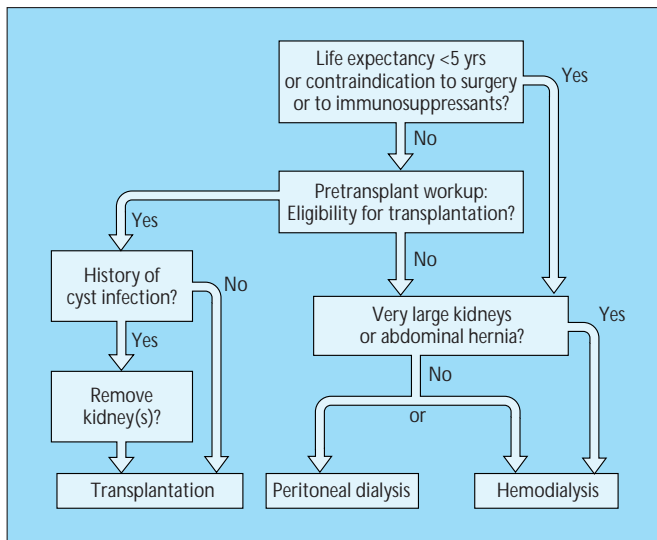 Life expectancy <5 yrs
or contraindication to surgery
or to immunosuppressants?
Yes
No
Pretransplant workup:
Eligibility for transplantation?
Yes
No
History of
cyst infection?
No
Very large kidneys
or abdominal hernia?
Yes
Yes
No
or
Remove
kidney(s)?
Transplantation
Peritoneal dialysis
Hemodialysis